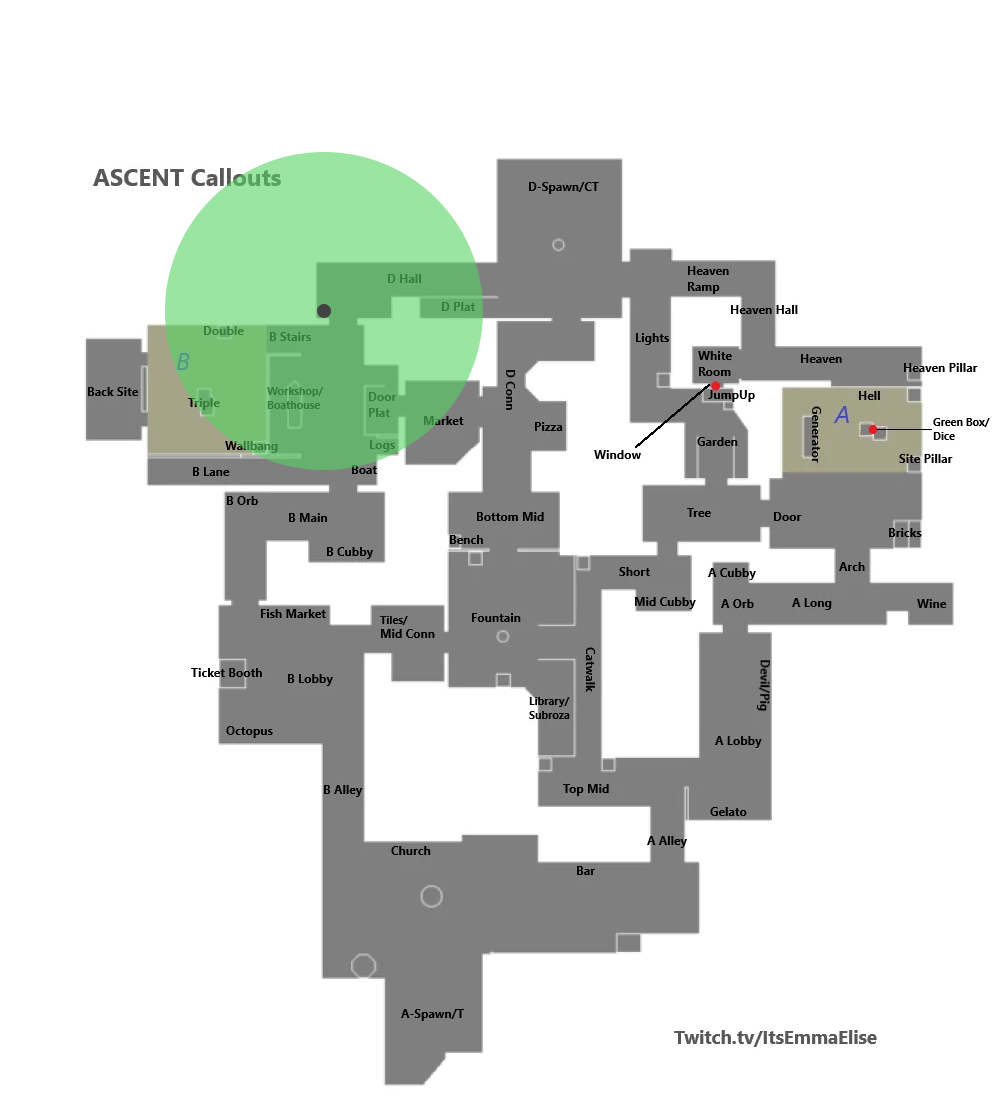 ASCENT Callouts
D-Spawn/CT
D Hall
D Plat
Heaven
Ramp
Heaven Hall
Double
B Stairs
Lights
White
Room
Heaven
Heaven Pillar
B
Back Site
Triple
Workshop/
Boathouse
Door
Plat
D Conn
JumpUp
Hell
A
Generator
Green Box/
Dice
Market
Pizza
Garden
Window
Wallbang
Logs
Site Pillar
B Lane
Boat
B Orb
B Main
Bottom Mid
Tree
Door
Bricks
Bench
B Cubby
Short
A Cubby
Arch
Mid Cubby
A Orb
A Long
Wine
Fish Market
Tiles/
Mid Conn
Fountain
Catwalk
Ticket Booth
B Lobby
Devil/Pig
Library/
Subroza
Octopus
A Lobby
B Alley
Top Mid
Gelato
A Alley
Church
Bar
A-Spawn/T
Twitch.tv/ItsEmmaElise